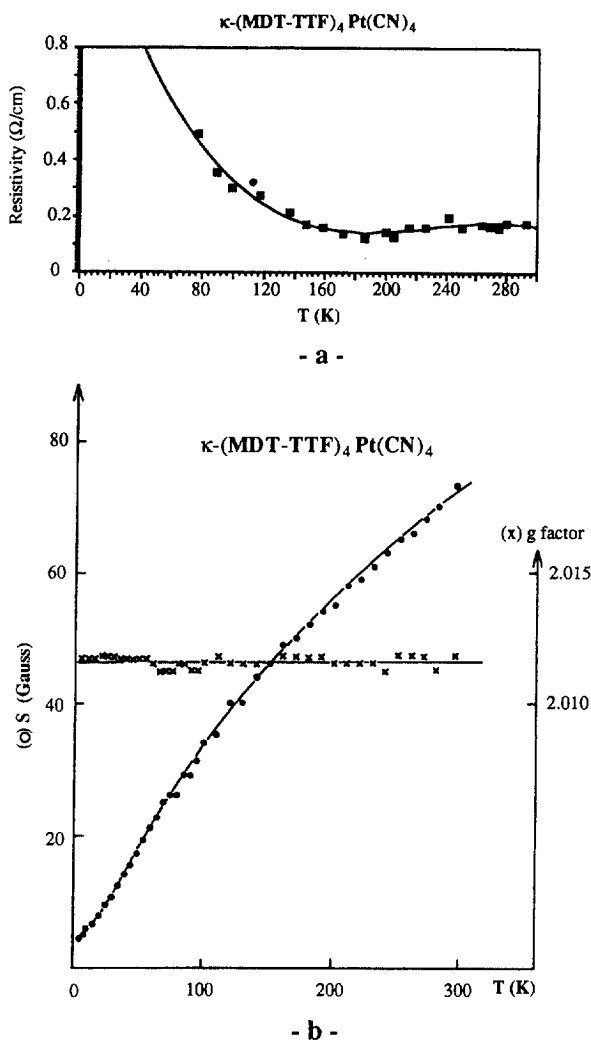 κ-(MDT-TTF)4 Pt(CN)4
0.8
0.6
0.4
0.2
0
Resistivity (Ω/cm)
0 40 80 120 160 200 240 280
T (K)
- a -
κ-(MDT-TTF)4 Pt(CN)4
80
60
40
20
(o) S (Gauss)
(x) g factor
2.015
2.010
0 100 200 300 T (K)
- b -